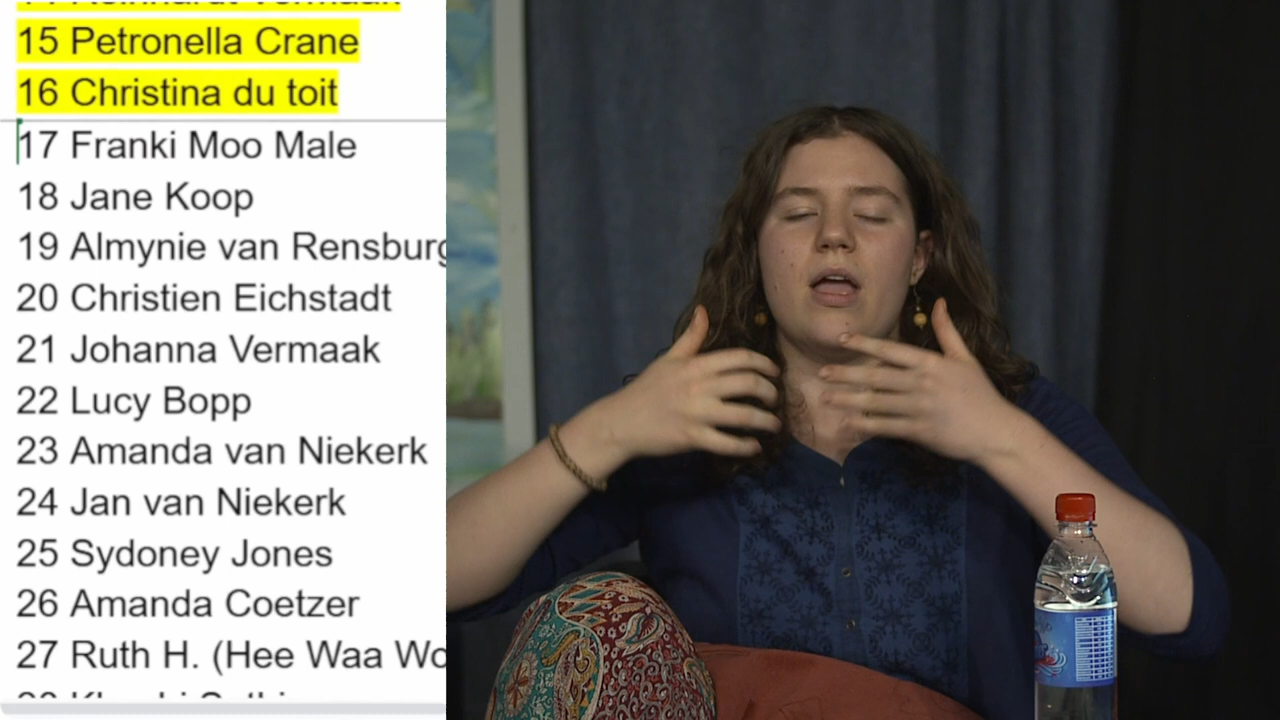 15 Petronella Crane
16 Christina du toit
17 Franki Moo Male
18 Jane Koop
19 Almynie van Rensburg
20 Christien Eichstadt
21 Johanna Vermaak
22 Lucy Bopp
23 Amanda van Niekerk
24 Jan van Niekerk
25 Sydoney Jones
26 Amanda Coetzer
27 Ruth H. (Hee Waa Wo